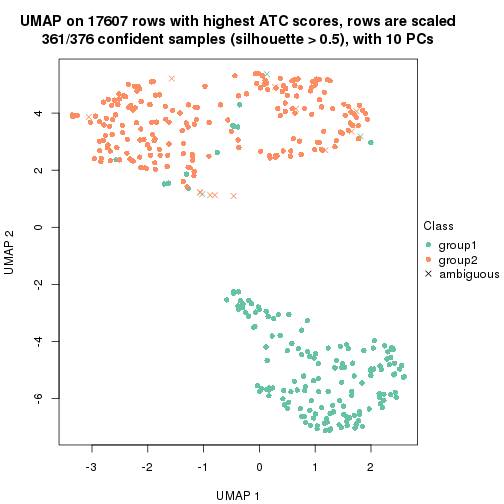 UMAP on 17607 rows with highest ATC scores, rows are scaled
361/376 confident samples (silhouette > 0.5), with 10 PCs
4
2
0
-2
-4
-6
UMAP 2
-3
-2
-1
0
1
2
UMAP 1
Class
group1
group2
ambiguous